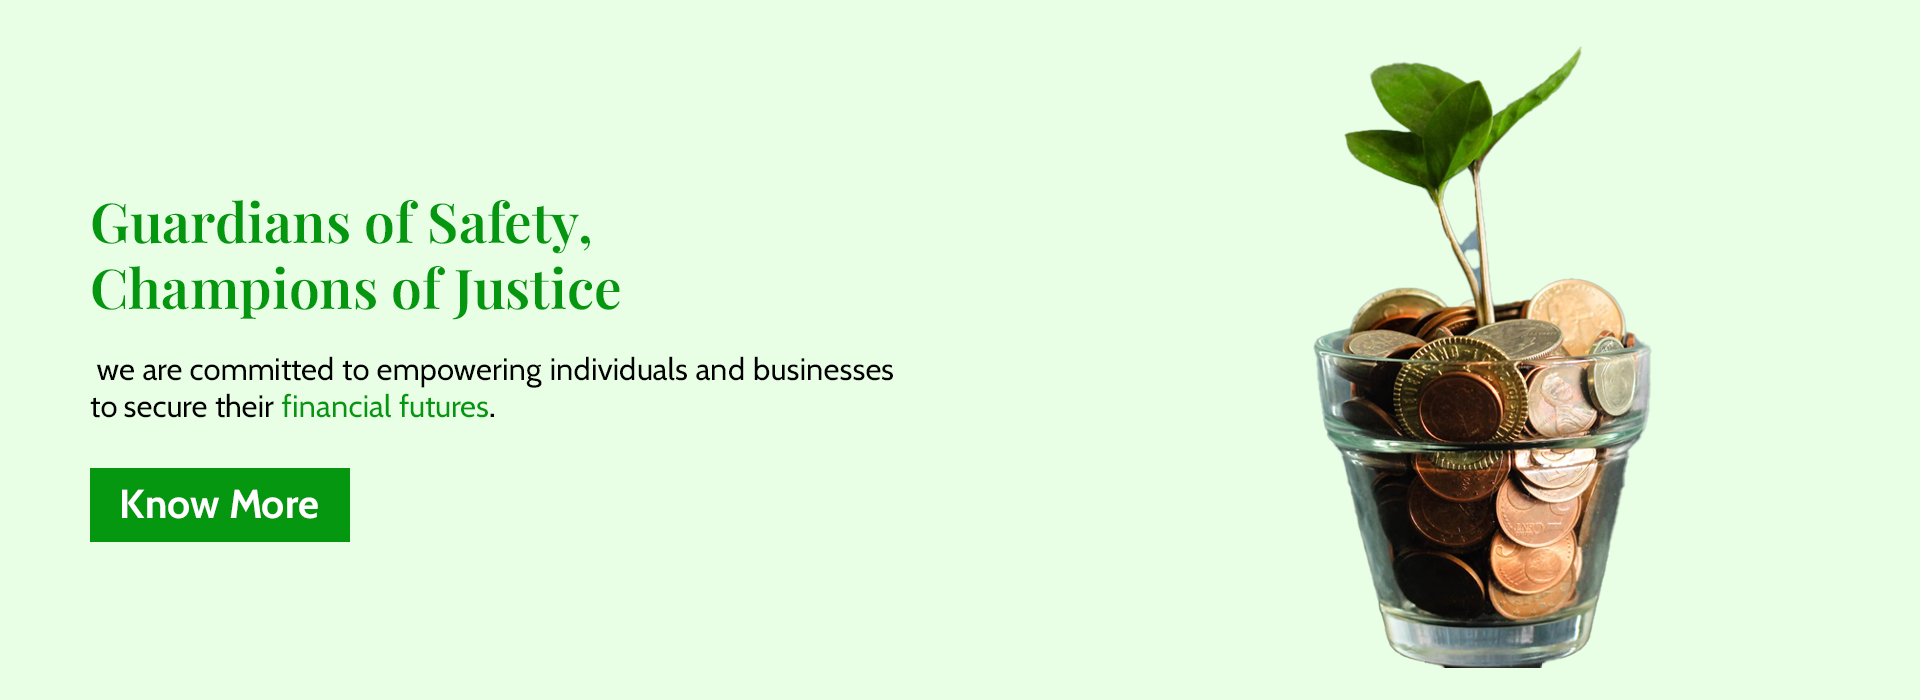 Guardians of Safety,
Champions of Justice
we are committed to empowering individuals and businesses
to secure their financial futures.
Know More